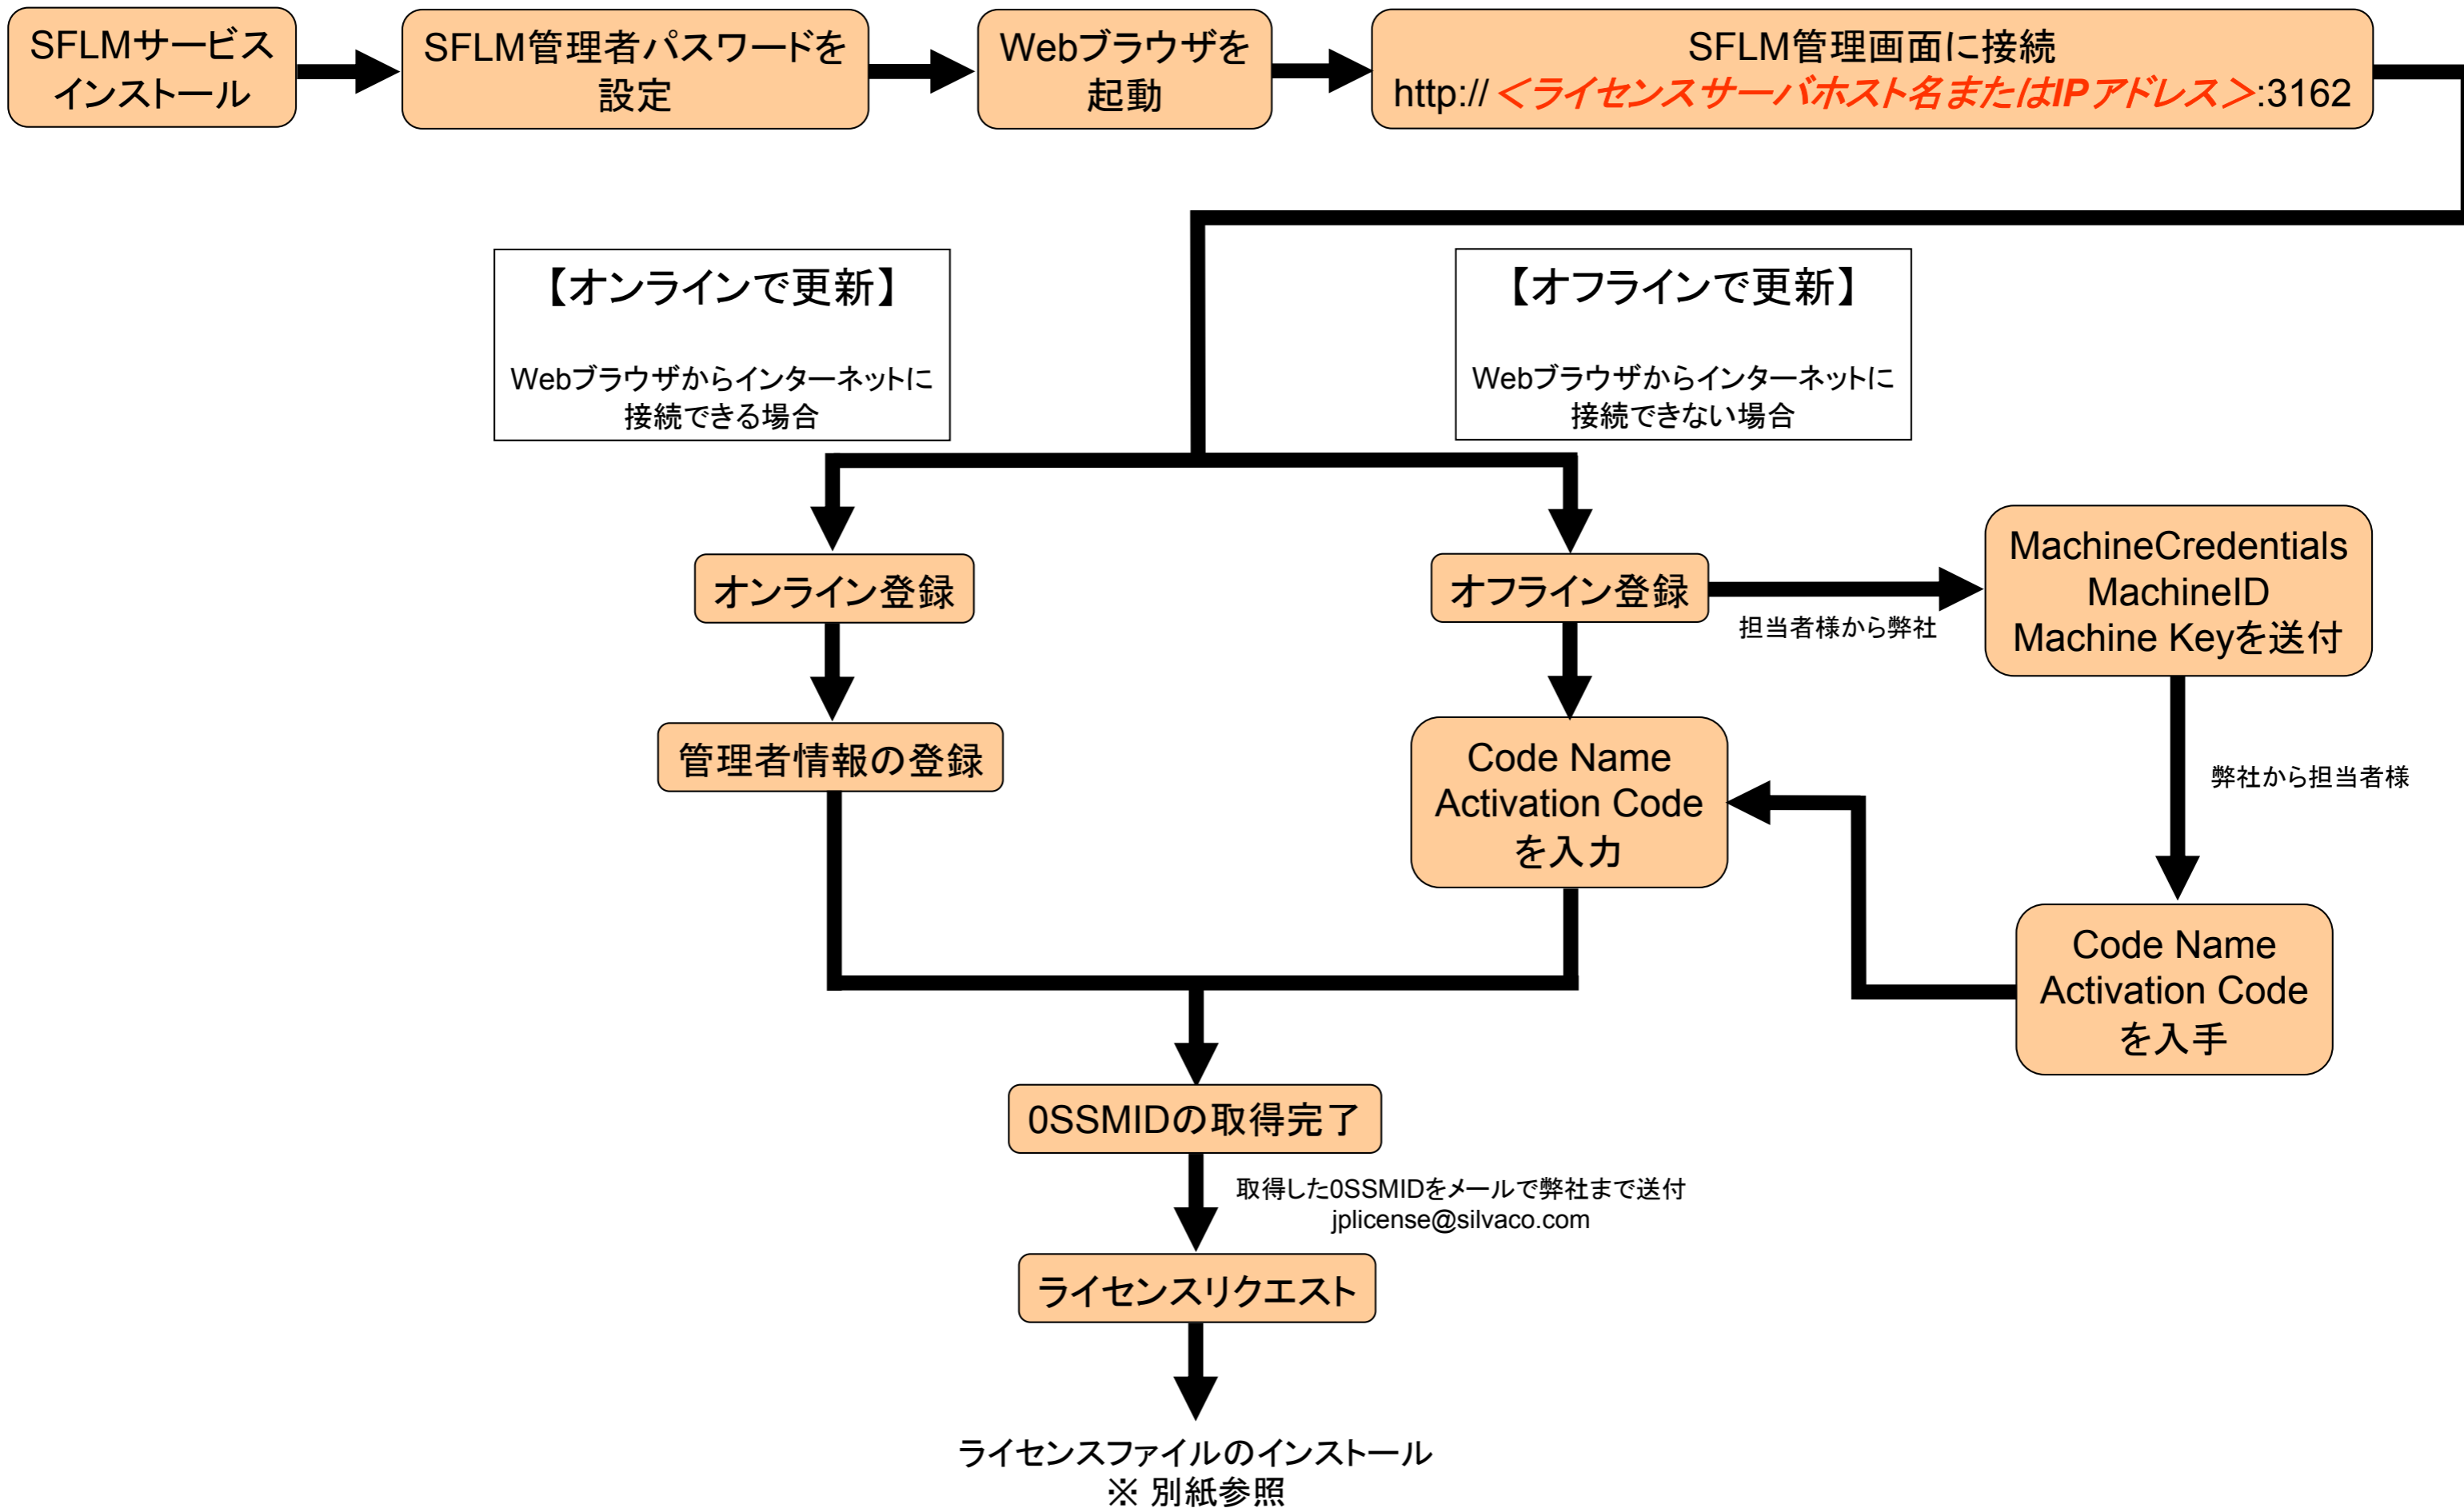 SFLMサービス
インストール
SFLM管理者パスワードを
設定
Webブラウザを
起動
SFLM管理画面に接続
http://＜ライセンスサーバホスト名またはIPアドレス＞:3162
【オンラインで更新】
Webブラウザからインターネットに
接続できる場合
【オフラインで更新】
Webブラウザからインターネットに
接続できない場合
オンライン登録
オフライン登録
担当者様から弊社
MachineCredentials
MachineID
Machine Keyを送付
管理者情報の登録
Code Name
Activation Code
を入力
弊社から担当者様
Code Name
Activation Code
を入手
0SSMIDの取得完了
取得した0SSMIDをメールで弊社まで送付
jplicense@silvaco.com
ライセンスリクエスト
ライセンスファイルのインストール
※ 別紙参照